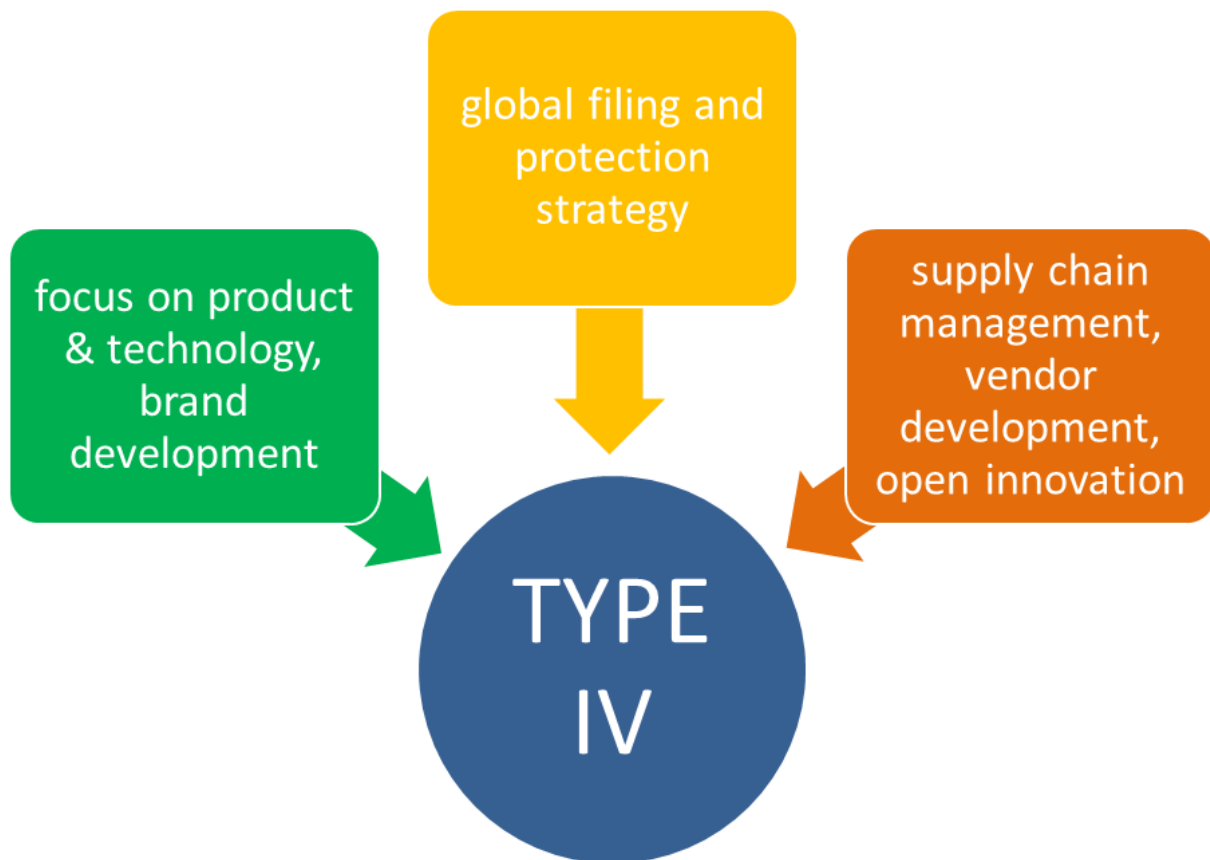 global filing and
protection
strategy
focus on product
& technology,
brand
development
supply chain
management,
vendor
development,
open innovation
TYPE
IV